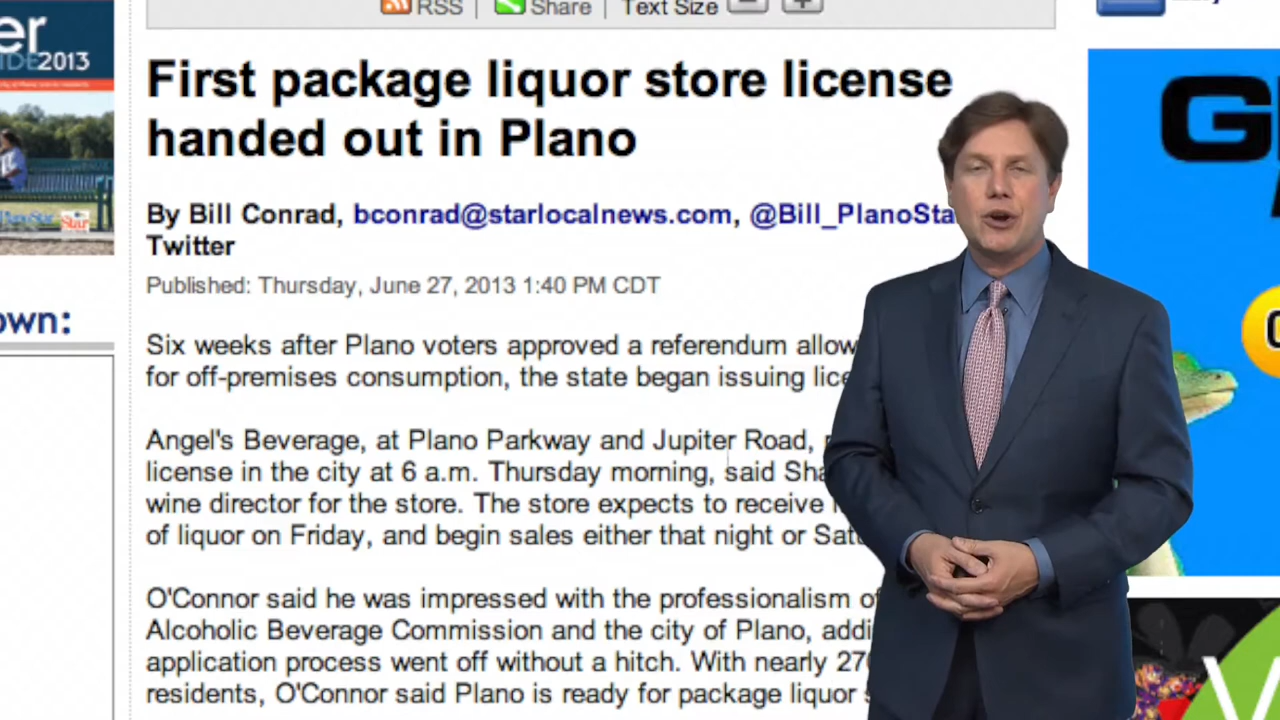 RSS | Share | Text Size
er
IDE2013
First package liquor store license
handed out in Plano
By Bill Conrad, bconrad@starlocalnews.com, @Bill_PlanoSta
Twitter
Published: Thursday, June 27, 2013 1:40 PM CDT
own:
Six weeks after Plano voters approved a referendum allow
for off-premises consumption, the state began issuing lice
Angel's Beverage, at Plano Parkway and Jupiter Road,
license in the city at 6 a.m. Thursday morning, said Sha
wine director for the store. The store expects to receive
of liquor on Friday, and begin sales either that night or Satu
O'Connor said he was impressed with the professionalism of
Alcoholic Beverage Commission and the city of Plano, addi
application process went off without a hitch. With nearly 270
residents, O'Connor said Plano is ready for package liquor s
G
V